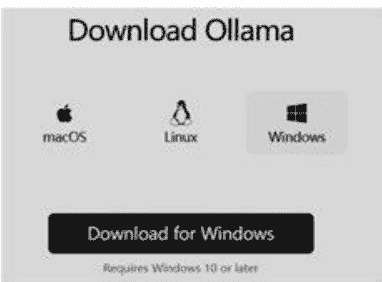 Download Ollama
macOS
Linux
Windows
Download for Windows
Requires Windows 10 or later